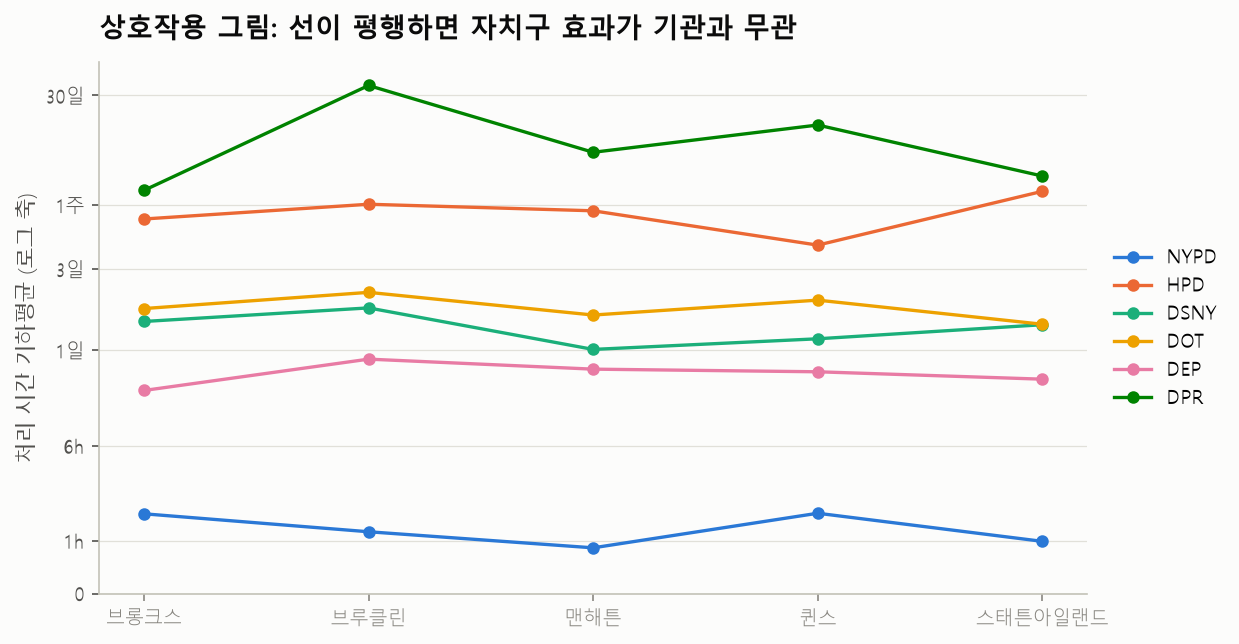 상호작용 그림: 선이 평행하면 자치구 효과가 기관과 무관
처리 시간 기하평균 (로그 축)
30일
1주
3일
1일
6h
1h
0
브롱크스
브루클린
맨해튼
퀸스
스태튼아일랜드
NYPD
HPD
DSNY
DOT
DEP
DPR